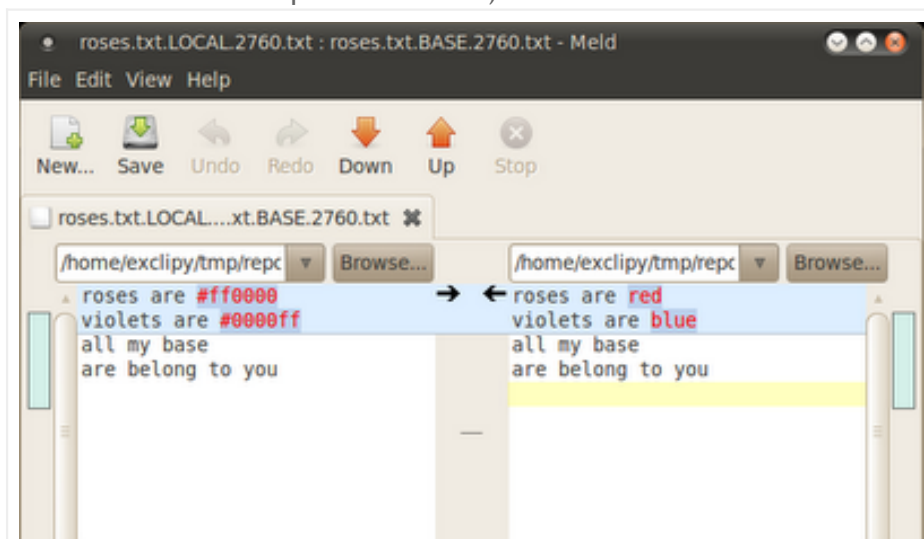 roses.txt.LOCAL.2760.txt : roses.txt.BASE.2760.txt - Meld
File Edit View Help
New... Save Undo Redo Down Up Stop
roses.txt.LOCAL....xt.BASE.2760.txt
/home/exclipy/tmp/repo Browse... /home/exclipy/tmp/repo Browse...
roses are #ff0000
violets are #0000ff
all my base
are belong to you
roses are red
violets are blue
all my base
are belong to you